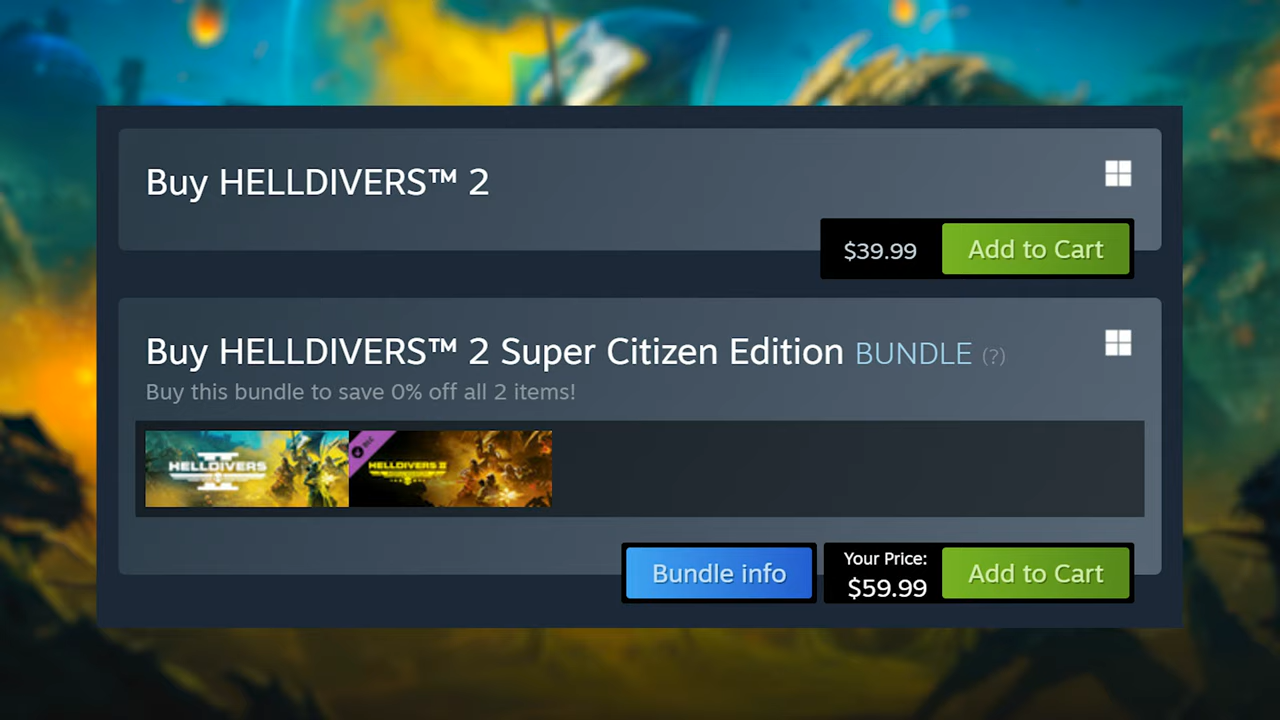 Buy HELLDIVERS™ 2
$39.99
Add to Cart
Buy HELLDIVERS™ 2 Super Citizen Edition BUNDLE (?)
Buy this bundle to save 0% off all 2 items!
HELLDIVERS
II
HELLDIVERS II
Bundle info
Your Price:
$59.99
Add to Cart